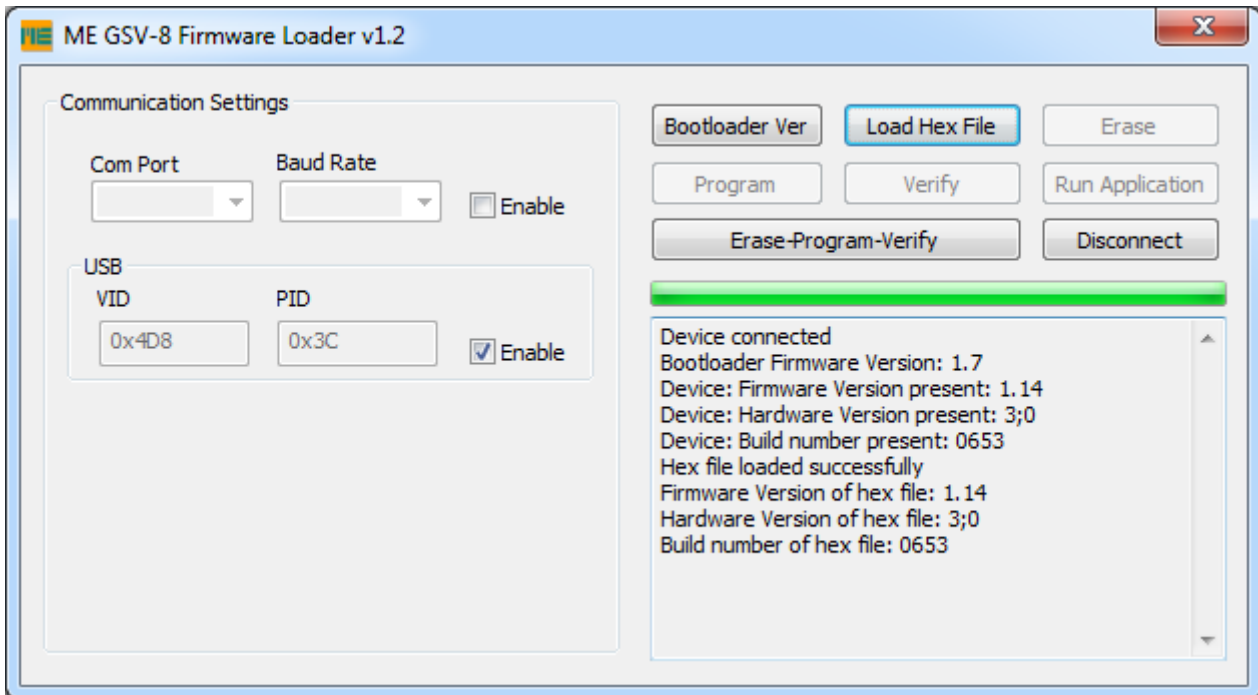 ME ME GSV-8 Firmware Loader v1.2
Communication Settings
Com Port Baud Rate
Enable
USB
VID PID
0x4D8 0x3C Enable
Bootloader Ver Load Hex File Erase
Program Verify Run Application
Erase-Program-Verify Disconnect
Device connected
Bootloader Firmware Version: 1.7
Device: Firmware Version present: 1.14
Device: Hardware Version present: 3;0
Device: Build number present: 0653
Hex file loaded successfully
Firmware Version of hex file: 1.14
Hardware Version of hex file: 3;0
Build number of hex file: 0653